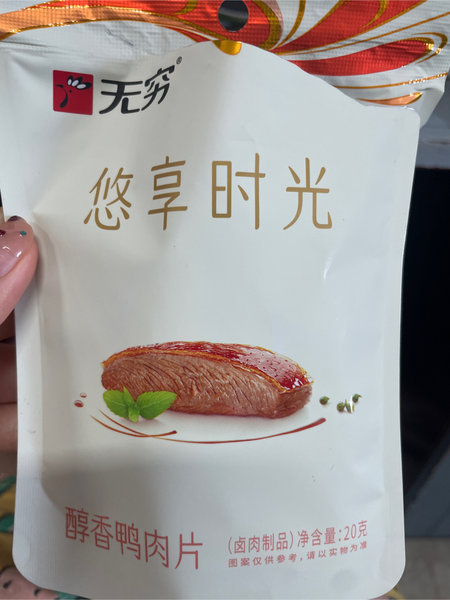 无穷®
悠享时光
醇香鸭肉片
(卤肉制品)净含量:20克
图案仅供参考,请以实物为准